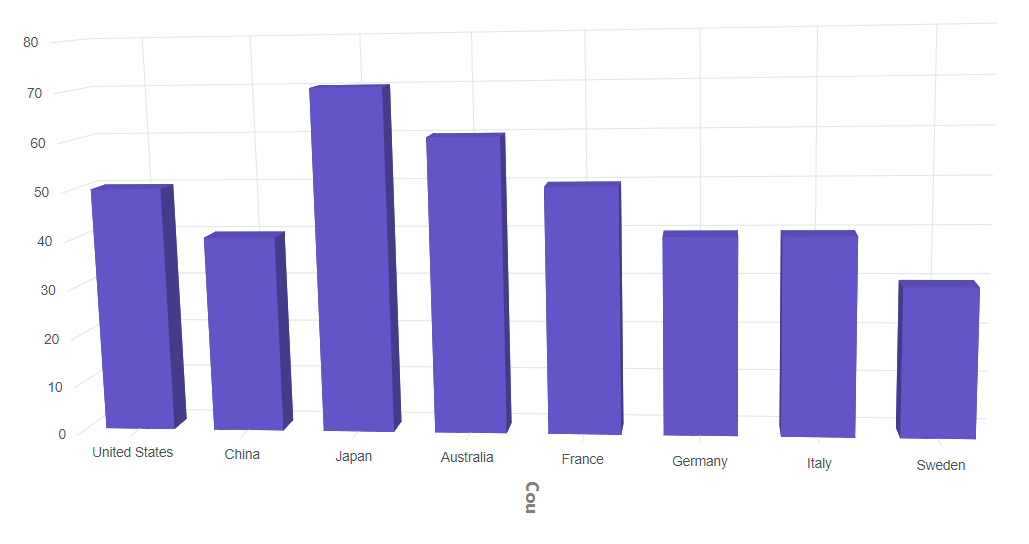 80
70
60
50
40
30
20
10
0
United States
China
Japan
Australia
France
Germany
Italy
Sweden
Cou